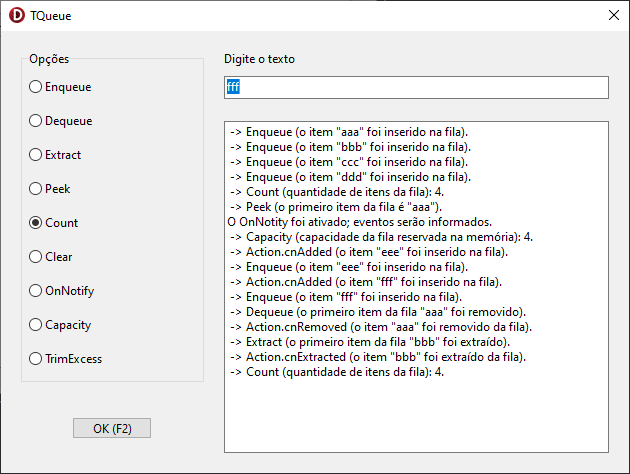 TQueue
Opções
Enqueue
Dequeue
Extract
Peek
Count
Clear
OnNotify
Capacity
TrimExcess
OK (F2)
Digite o texto
fff
-> Enqueue (o item "aaa" foi inserido na fila).
-> Enqueue (o item "bbb" foi inserido na fila).
-> Enqueue (o item "ccc" foi inserido na fila).
-> Enqueue (o item "ddd" foi inserido na fila).
-> Count (quantidade de itens da fila): 4.
-> Peek (o primeiro item da fila é "aaa").
O OnNotity foi ativado; eventos serão informados.
-> Capacity (capacidade da fila reservada na memória): 4.
-> Action.cnAdded (o item "eee" foi inserido na fila).
-> Enqueue (o item "eee" foi inserido na fila).
-> Action.cnAdded (o item "fff" foi inserido na fila).
-> Enqueue (o item "fff" foi inserido na fila).
-> Dequeue (o primeiro item da fila "aaa" foi removido).
-> Action.cnRemoved (o item "aaa" foi removido da fila).
-> Extract (o primeiro item da fila "bbb" foi extraído).
-> Action.cnExtracted (o item "bbb" foi extraído da fila).
-> Count (quantidade de itens da fila): 4.